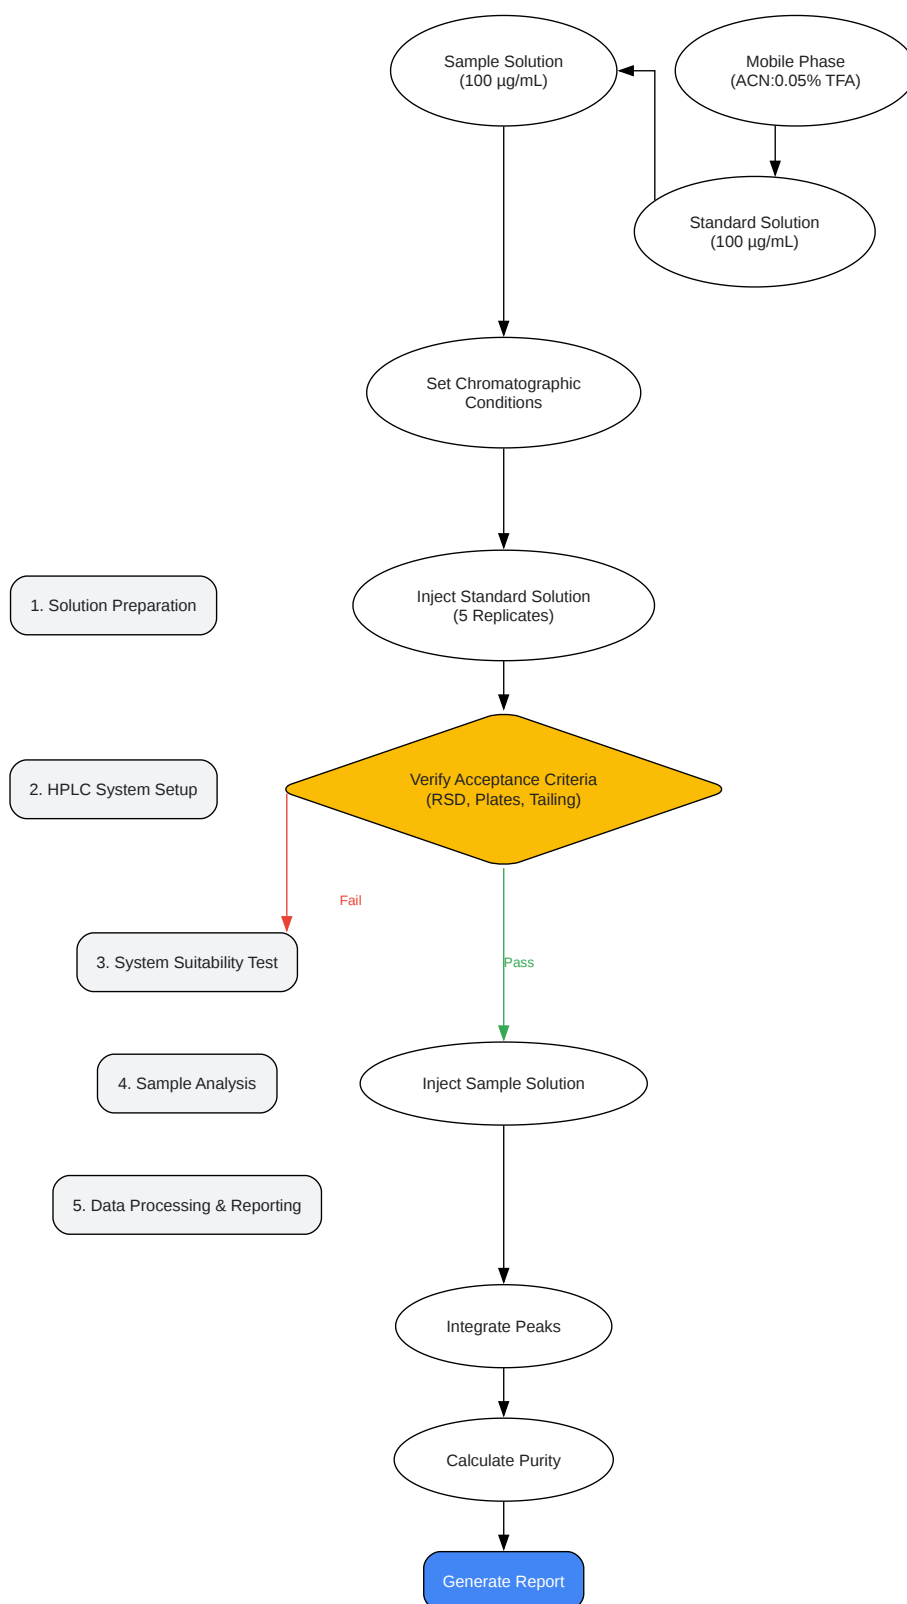 Sample Solution
(100 µg/mL)
Mobile Phase
(ACN:0.05% TFA)
Standard Solution
(100 µg/mL)
Set Chromatographic
Conditions
1. Solution Preparation
Inject Standard Solution
(5 Replicates)
2. HPLC System Setup
Verify Acceptance Criteria
(RSD, Plates, Tailing)
Fail
3. System Suitability Test
Pass
4. Sample Analysis
Inject Sample Solution
5. Data Processing & Reporting
Integrate Peaks
Calculate Purity
Generate Report